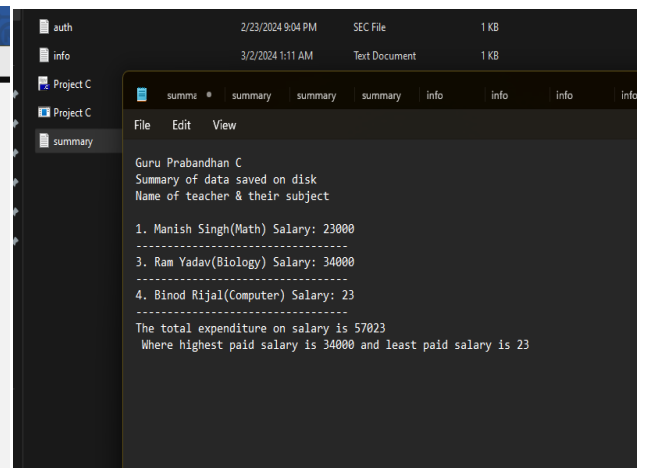 auth 2/23/2024 9:04 PM SEC File 1 KB
info 3/2/2024 1:11 AM Text Document 1 KB
Project C
Project C
summary
summa summary summary summary info info info info
File Edit View
Guru Prabandhan C
Summary of data saved on disk
Name of teacher & their subject
1. Manish Singh(Math) Salary: 23000
----------------------------------
3. Ram Yadav(Biology) Salary: 34000
----------------------------------
4. Binod Rijal(Computer) Salary: 23
----------------------------------
The total expenditure on salary is 57023
Where highest paid salary is 34000 and least paid salary is 23